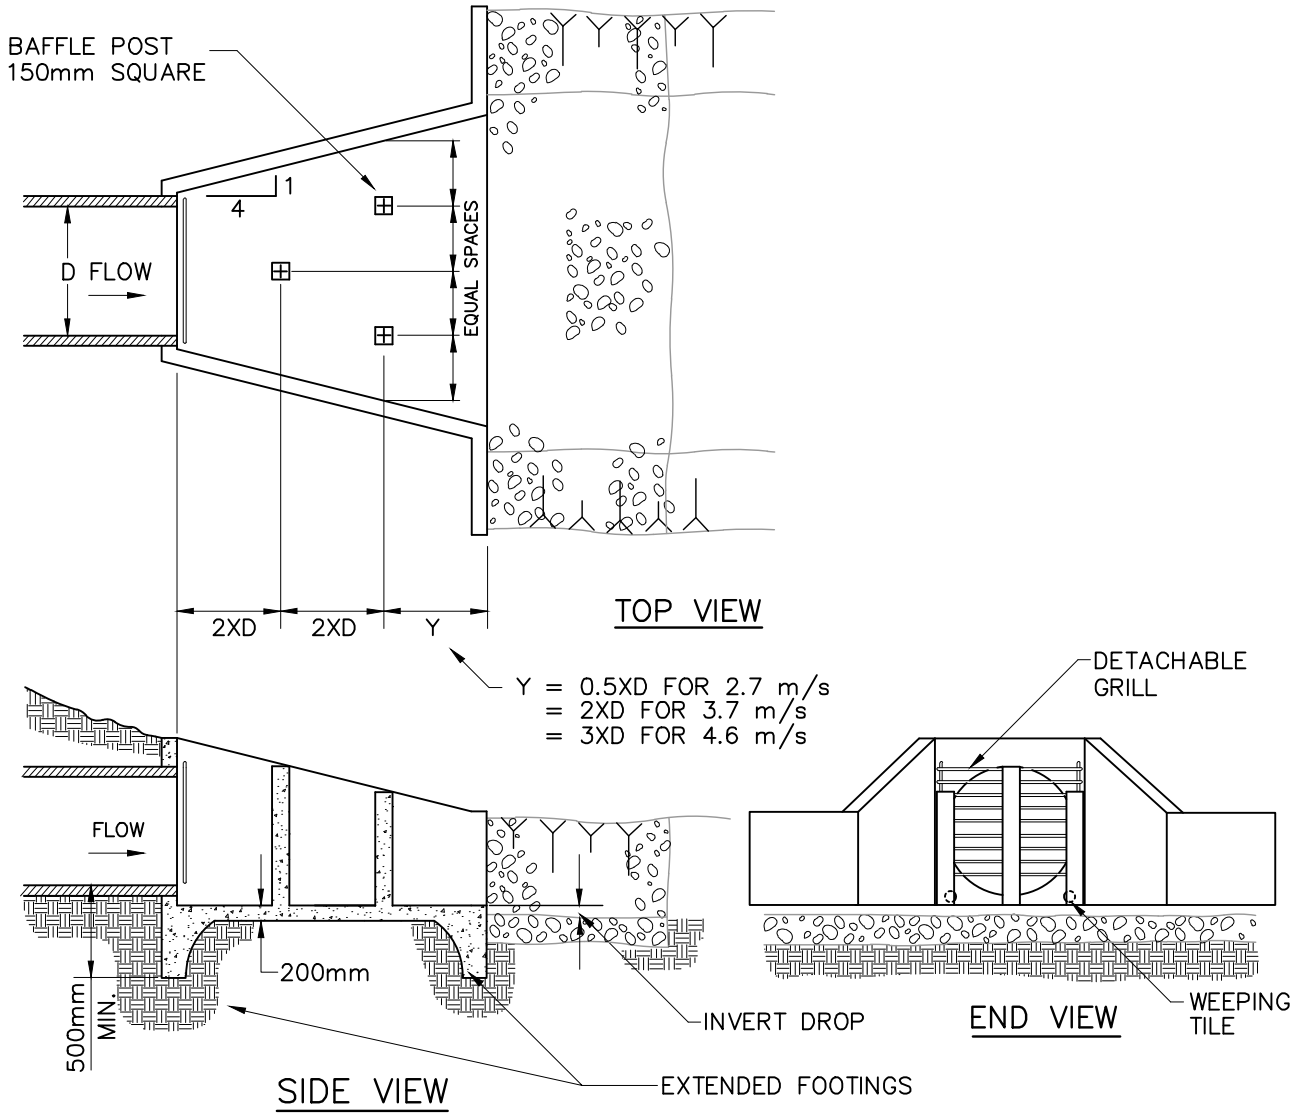 BAFFLE POST
150mm SQUARE
1
4
D FLOW
EQUAL SPACES
2XD
2XD
Y
TOP VIEW
Y = 0.5XD FOR 2.7 m/s
= 2XD FOR 3.7 m/s
= 3XD FOR 4.6 m/s
DETACHABLE
GRILL
FLOW
200mm
500mm
MIN.
INVERT DROP
EXTENDED FOOTINGS
SIDE VIEW
WEEPING
TILE
END VIEW